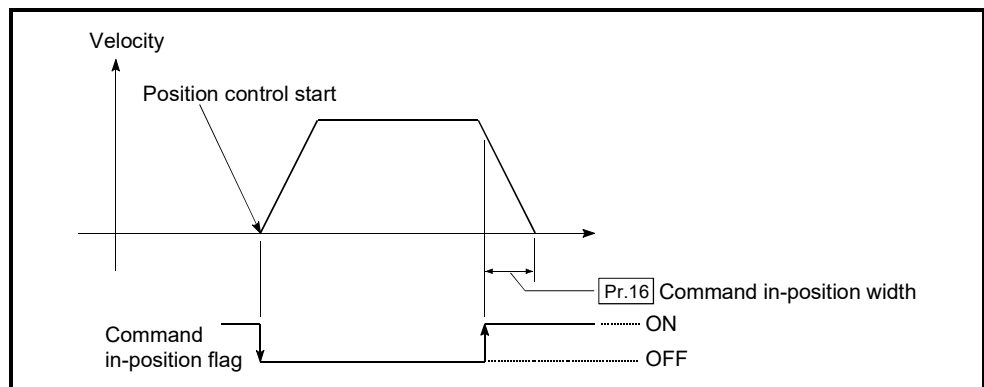 Velocity
Position control start
Pr.16 Command in-position width
Command
in-position flag
ON
OFF